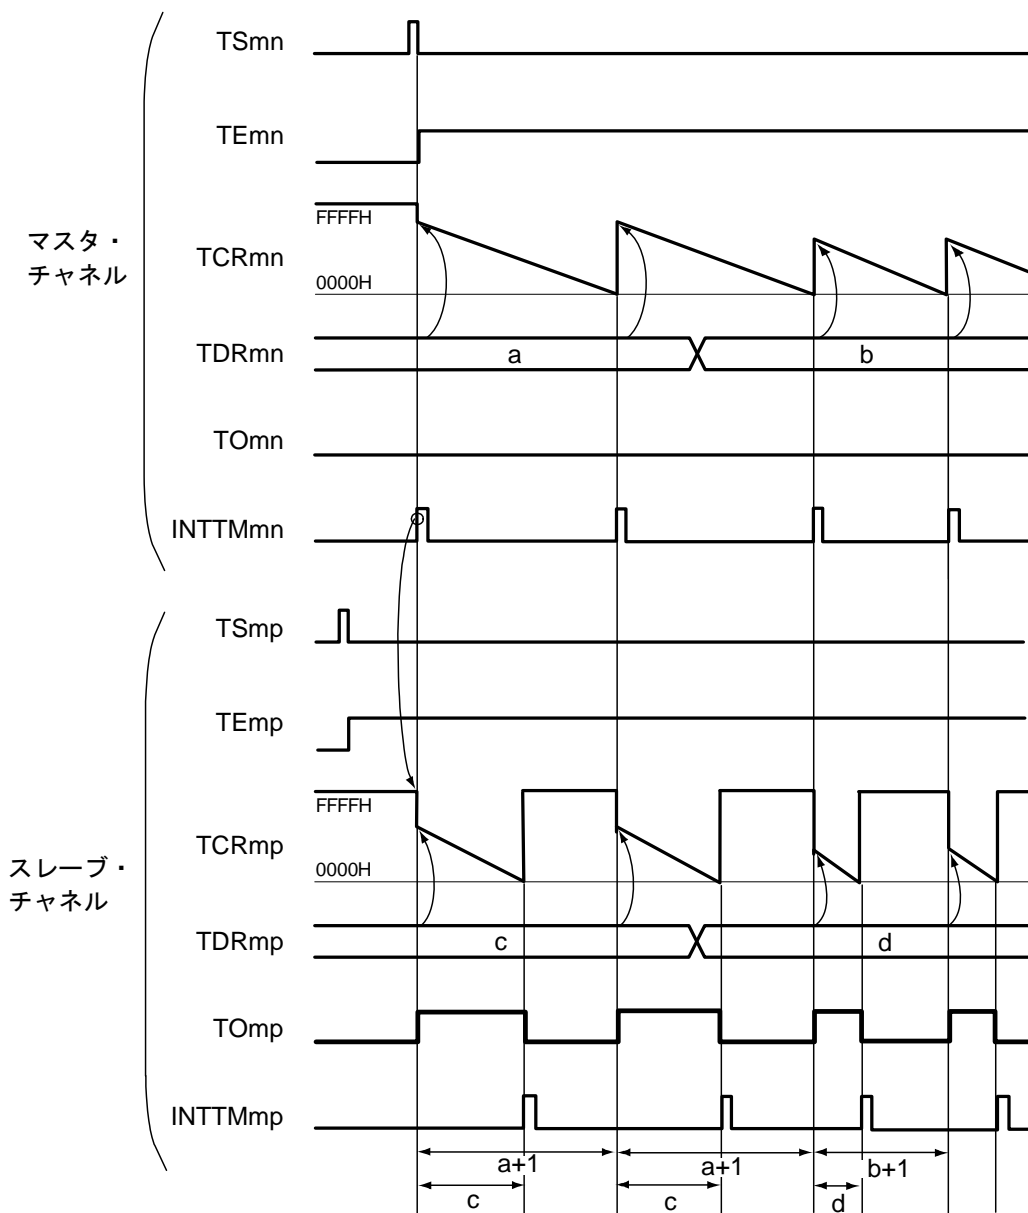 TSmn
TEmn
マスタ・
チャネル
FFFFH
TCRmn
0000H
TDRmn
a
b
TOmn
INTTMmn
TSmp
TEmp
スレーブ・
チャネル
FFFFH
TCRmp
0000H
TDRmp
c
d
TOmp
INTTMmp
a+1
a+1
b+1
c
c
d